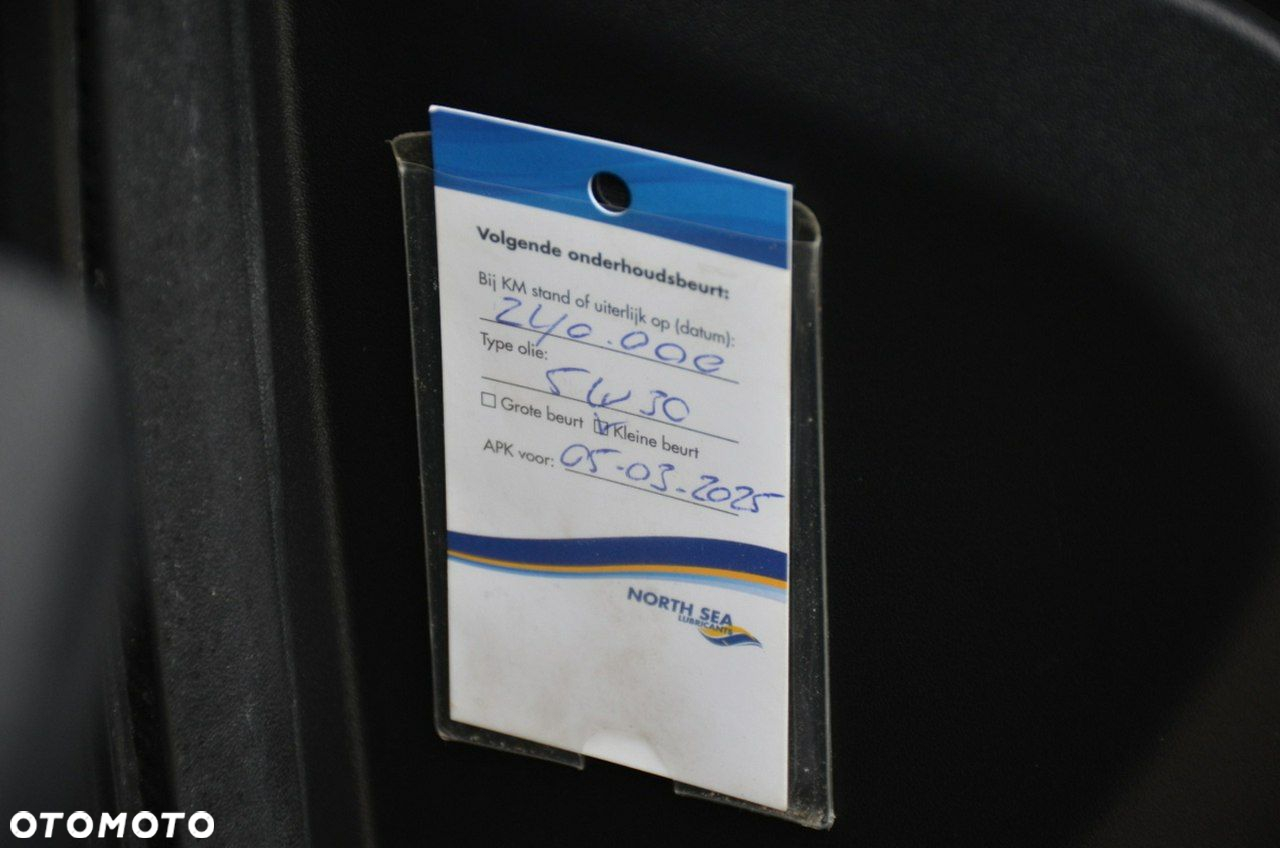 Volgende onderhoudsbeurt:
Bij KM stand of uiterlijk op (datum):
240.000
Type olie:
5W30
Grote beurt Kleine beurt
APK voor: 05-03-2025
NORTH SEA
LUBRICANTS
OTOMOTO